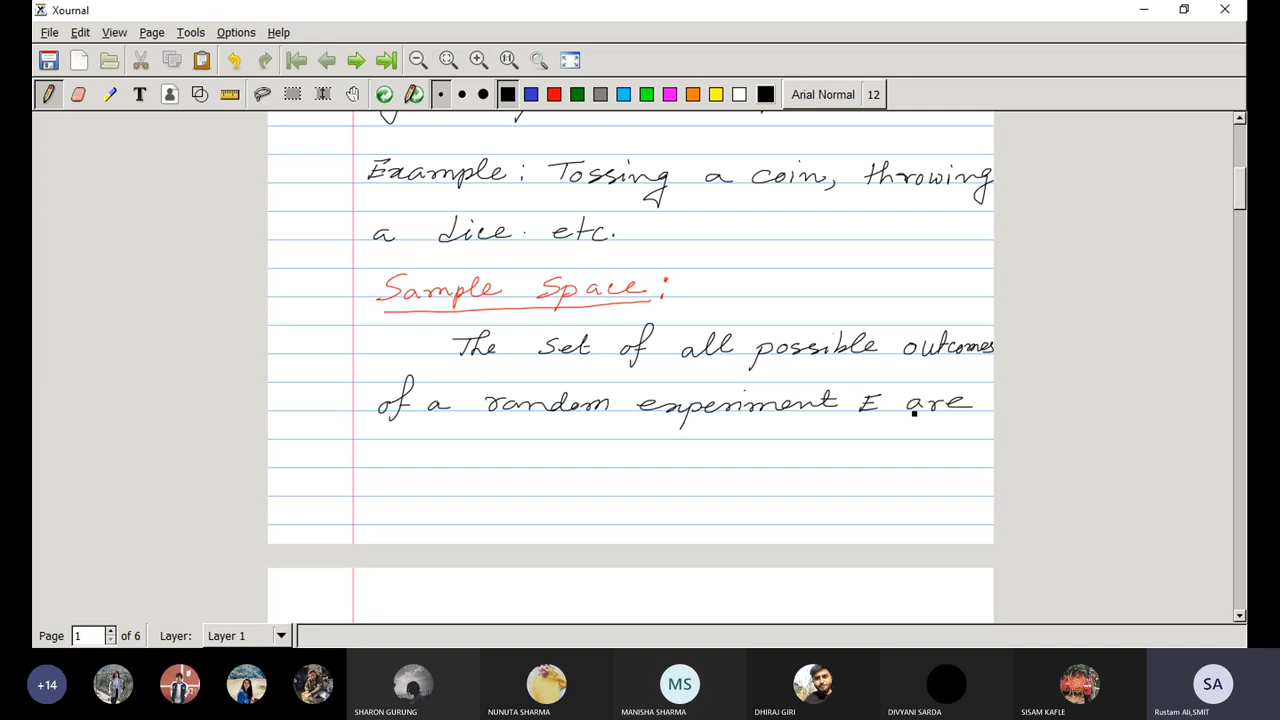 Xournal
File Edit View Page Tools Options Help
Arial Normal 12
Example : Tossing a coin, throwing
a dice. etc.
Sample Space :
The set of all possible outcomes
of a random experiment E are
Page 1 of 6 Layer: Layer 1
+14 MS SA
SHARON GURUNG NUNUTA SHARMA MANISHA SHARMA DHIRAJ GIRI DIVYANI SARDA SISAM KAFLE Rustam Ali,SMIT